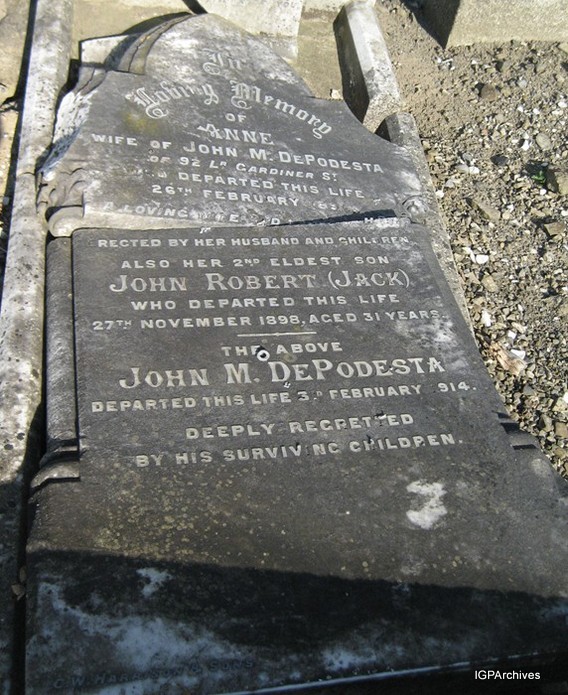 In
Loving Memory
OF
ANNE
WIFE OF JOHN M. DEPODESTA
OF 92 LR GARDINER ST
DEPARTED THIS LIFE
26TH FEBRUARY
A LOVING
ERECTED BY HER HUSBAND AND CHILDREN
ALSO HER 2ND ELDEST SON
JOHN ROBERT (JACK)
WHO DEPARTED THIS LIFE
27TH NOVEMBER 1898, AGED 31 YEARS.
THE ABOVE
JOHN M. DEPODESTA
DEPARTED THIS LIFE 3RD FEBRUARY 914.
DEEPLY REGRETTED
BY HIS SURVIVING CHILDREN.
& SONS
IGPArchives